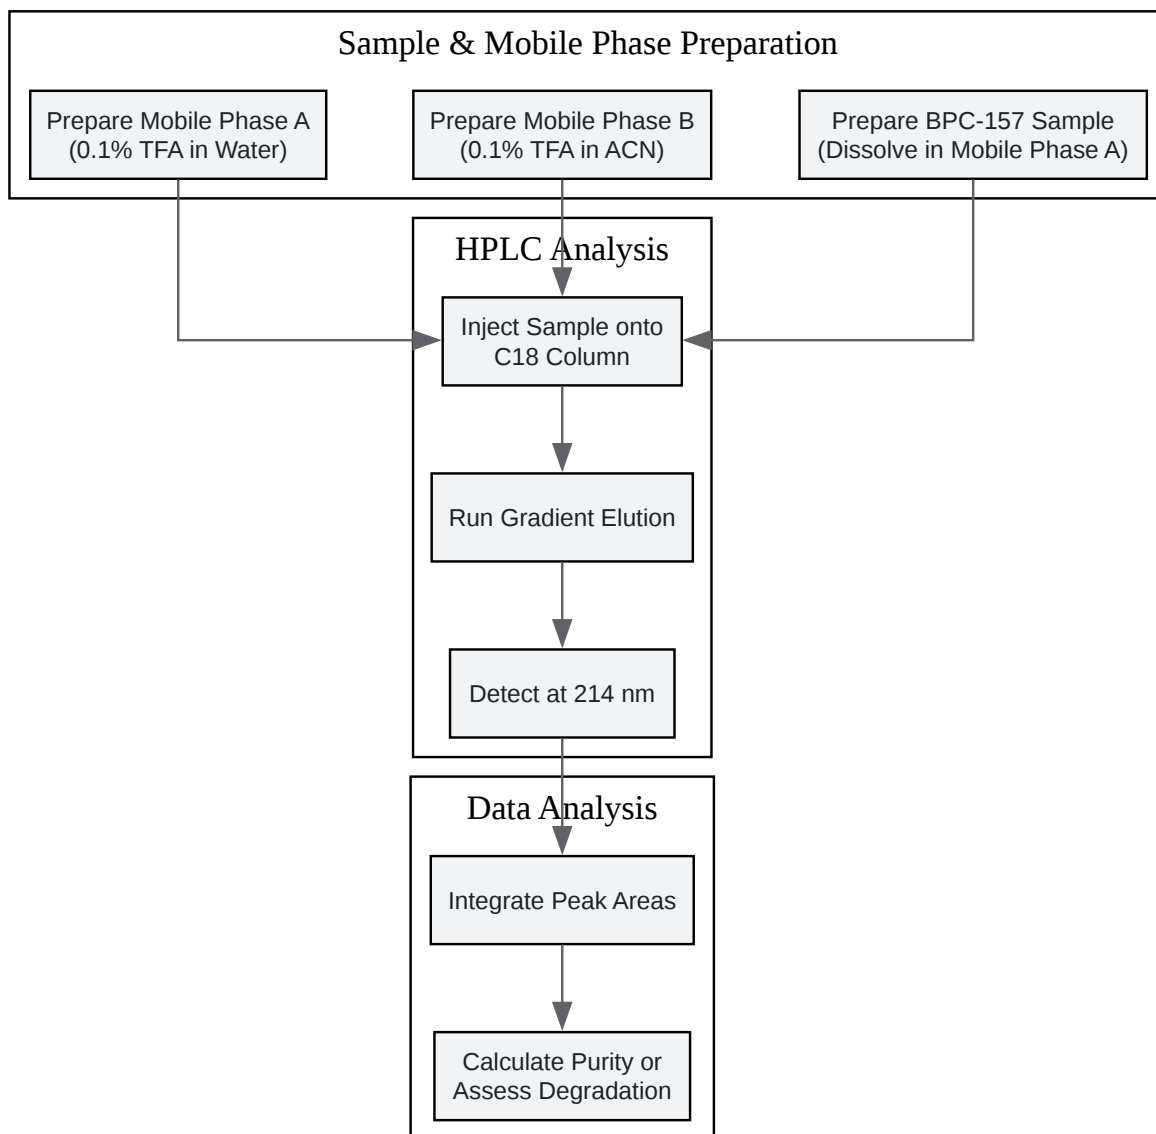 Sample & Mobile Phase Preparation
Prepare Mobile Phase A
(0.1% TFA in Water)
Prepare Mobile Phase B
(0.1% TFA in ACN)
Prepare BPC-157 Sample
(Dissolve in Mobile Phase A)
HPLC Analysis
Inject Sample onto
C18 Column
Run Gradient Elution
Detect at 214 nm
Data Analysis
Integrate Peak Areas
Calculate Purity or
Assess Degradation